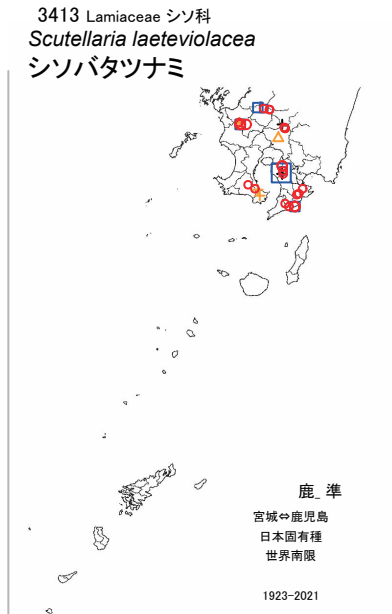 3413 Lamiaceae シソ科
Scutellaria laeteviolacea
シソバタツナミ
鹿_準
宮城⇔鹿児島
日本固有種
世界南限
1923-2021